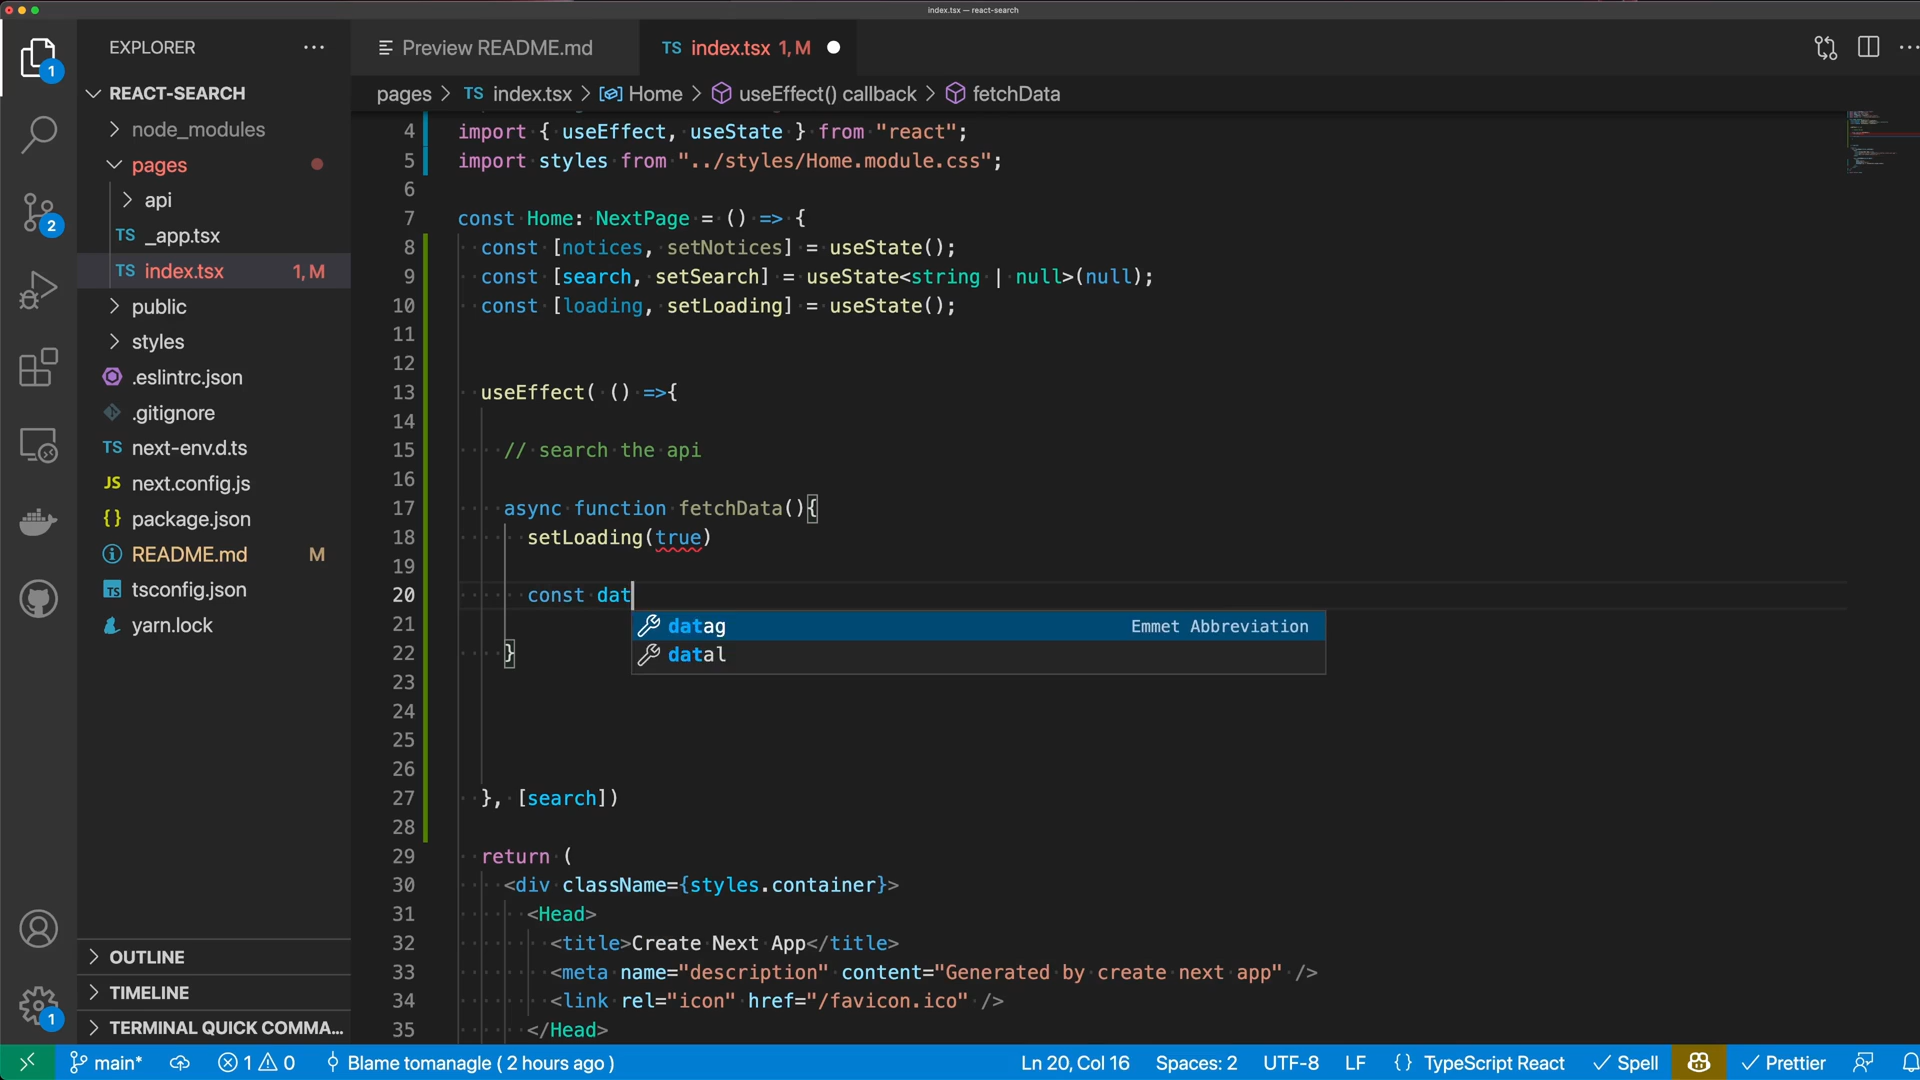 index.tsx — react-search
EXPLORER
Preview README.md
TS index.tsx 1, M
REACT-SEARCH
pages > TS index.tsx > Home > useEffect() callback > fetchData
node_modules
pages
api
TS _app.tsx
TS index.tsx 1, M
public
styles
.eslintrc.json
.gitignore
TS next-env.d.ts
JS next.config.js
{} package.json
README.md M
TS tsconfig.json
yarn.lock
OUTLINE
TIMELINE
TERMINAL QUICK COMMA...
1
2
1
4 import { useEffect, useState } from "react";
5 import styles from "../styles/Home.module.css";
6
7 const Home: NextPage = () => {
8 const [notices, setNotices] = useState();
9 const [search, setSearch] = useState<string | null>(null);
10 const [loading, setLoading] = useState();
11
12
13 useEffect( () =>{
14
15 // search the api
16
17 async function fetchData(){
18 setLoading(true)
19
20 const dat
datag Emmet Abbreviation
datal
21
22 }
23
24
25
26
27 }, [search])
28
29 return (
30 <div className={styles.container}>
31 <Head>
32 <title>Create Next App</title>
33 <meta name="description" content="Generated by create next app" />
34 <link rel="icon" href="/favicon.ico" />
35 </Head>
main* 1 0 Blame tomanagle ( 2 hours ago ) Ln 20, Col 16 Spaces: 2 UTF-8 LF {} TypeScript React Spell Prettier